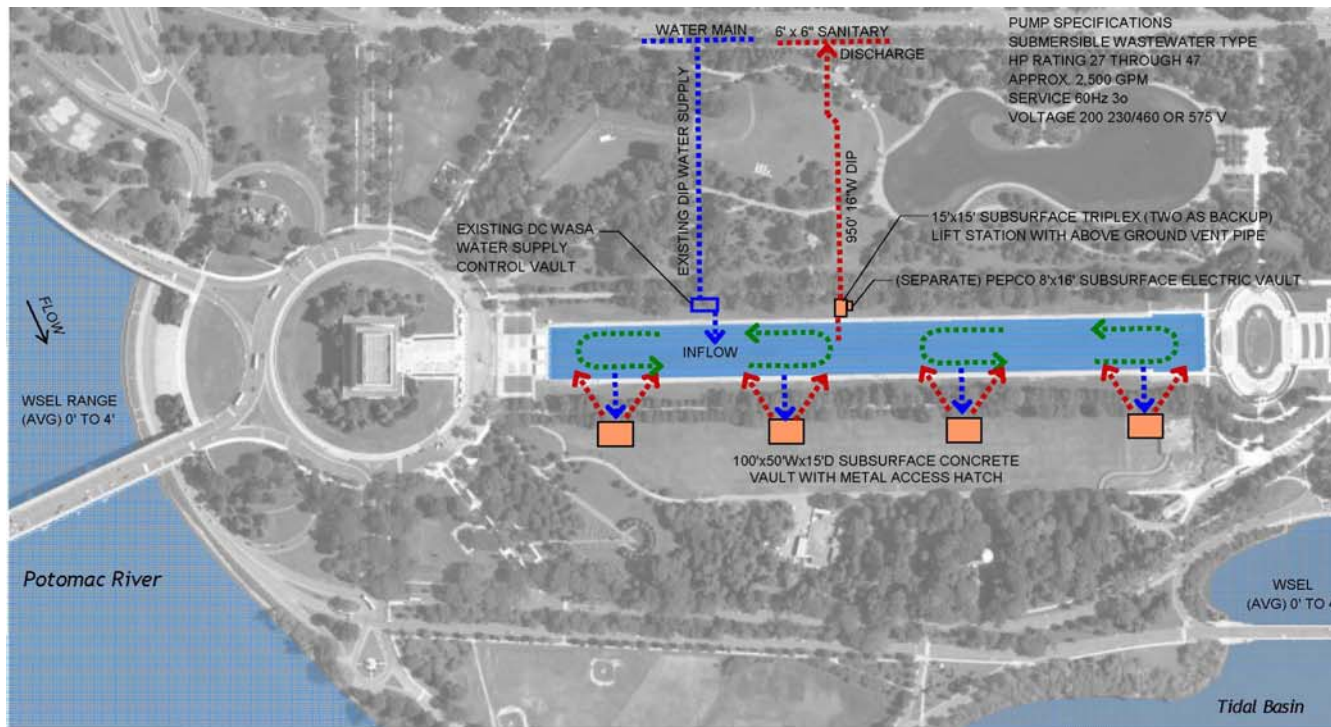 WATER MAIN
6' x 6" SANITARY
DISCHARGE
PUMP SPECIFICATIONS
SUBMERSIBLE WASTEWATER TYPE
HP RATING 27 THROUGH 47
APPROX. 2,500 GPM
SERVICE 60Hz 3o
VOLTAGE 200 230/460 OR 575 V
EXISTING DIP WATER SUPPLY
950' 16"W DIP
EXISTING DC WASA
WATER SUPPLY
CONTROL VAULT
15'x15' SUBSURFACE TRIPLEX (TWO AS BACKUP)
LIFT STATION WITH ABOVE GROUND VENT PIPE
(SEPARATE) PEPCO 8'x16' SUBSURFACE ELECTRIC VAULT
FLOW
INFLOW
WSEL RANGE
(AVG) 0' TO 4'
100'x50'Wx15'D SUBSURFACE CONCRETE
VAULT WITH METAL ACCESS HATCH
Potomac River
WSEL
(AVG) 0' TO 4
Tidal Basin